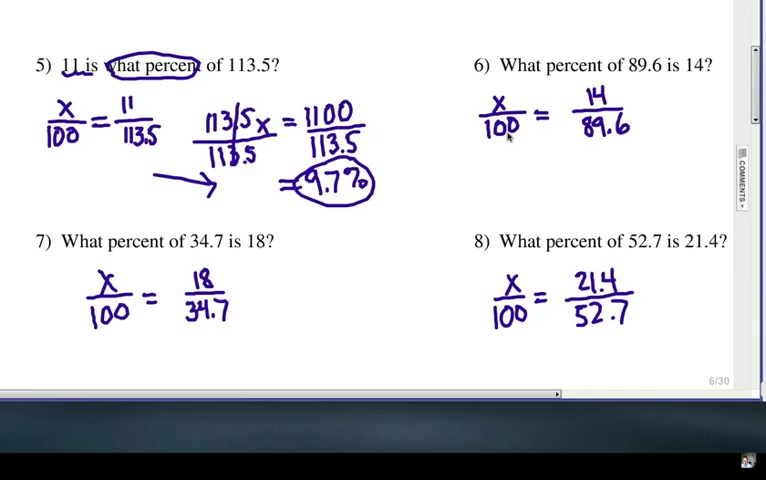 5) 11 is what percent of 113.5?
x/100 = 11/113.5
113.5x/113.5 = 1100/113.5
= 9.7%
6) What percent of 89.6 is 14?
x/100 = 14/89.6
7) What percent of 34.7 is 18?
x/100 = 18/34.7
8) What percent of 52.7 is 21.4?
x/100 = 21.4/52.7
6/30
COMMENTS